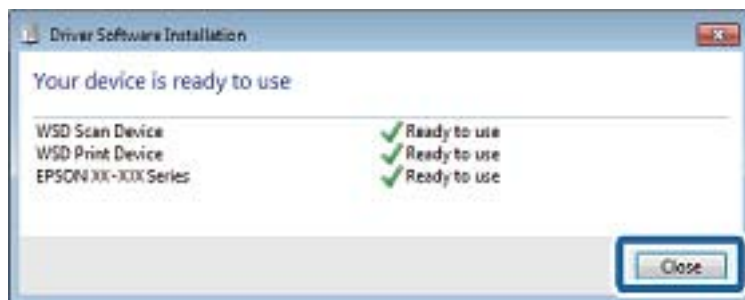 Driver Software Installation
Your device is ready to use
WSD Scan Device Ready to use
WSD Print Device Ready to use
EPSON XX-XXX Series Ready to use
Close